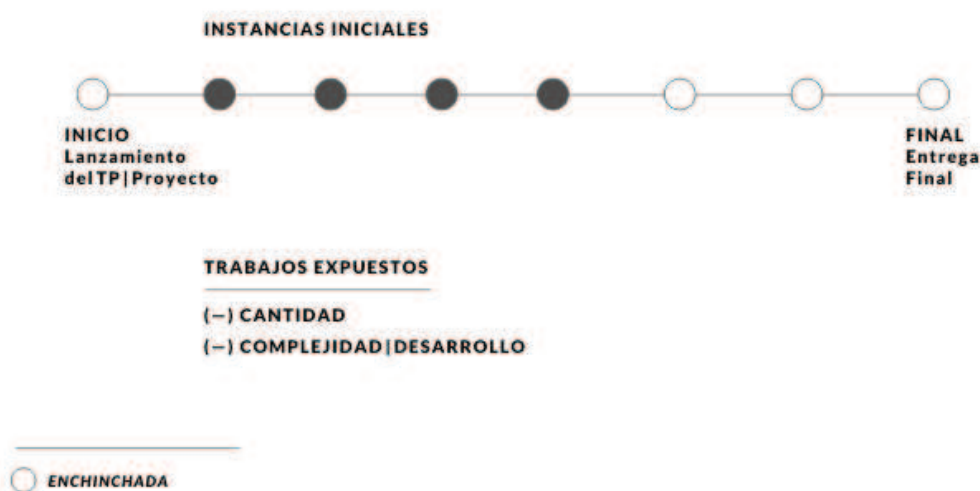 INSTANCIAS INICIALES
INICIO
Lanzamiento
del TP|Proyecto
FINAL
Entrega
Final
TRABAJOS EXPUESTOS
(—) CANTIDAD
(—) COMPLEJIDAD|DESARROLLO
ENCHINCHADA